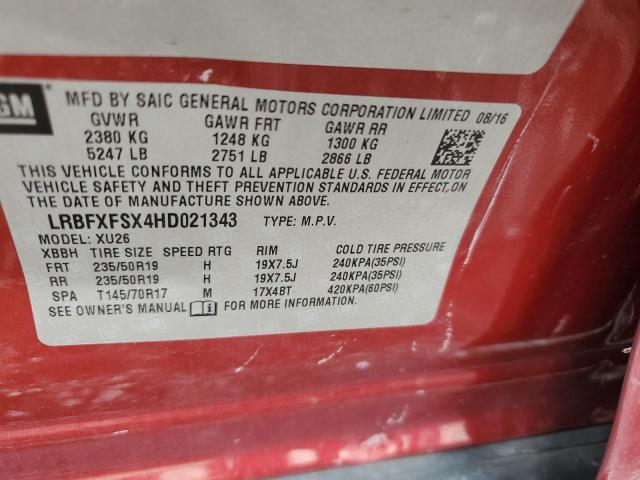 GM
MFD BY SAIC GENERAL MOTORS CORPORATION LIMITED 08/16
GVWR GAWR FRT GAWR RR
2380 KG 1248 KG 1300 KG
5247 LB 2751 LB 2866 LB
THIS VEHICLE CONFORMS TO ALL APPLICABLE U.S. FEDERAL MOTOR
VEHICLE SAFETY AND THEFT PREVENTION STANDARDS IN EFFECT ON
THE DATE OF MANUFACTURE SHOWN ABOVE.
LRBFXFSX4HD021343 TYPE: M.P.V.
MODEL: XU26
XBBH TIRE SIZE SPEED RTG RIM COLD TIRE PRESSURE
FRT 235/50R19 H 19X7.5J 240KPA(35PSI)
RR 235/50R19 H 19X7.5J 240KPA(35PSI)
SPA T145/70R17 M 17X4BT 420KPA(60PSI)
SEE OWNER'S MANUAL FOR MORE INFORMATION